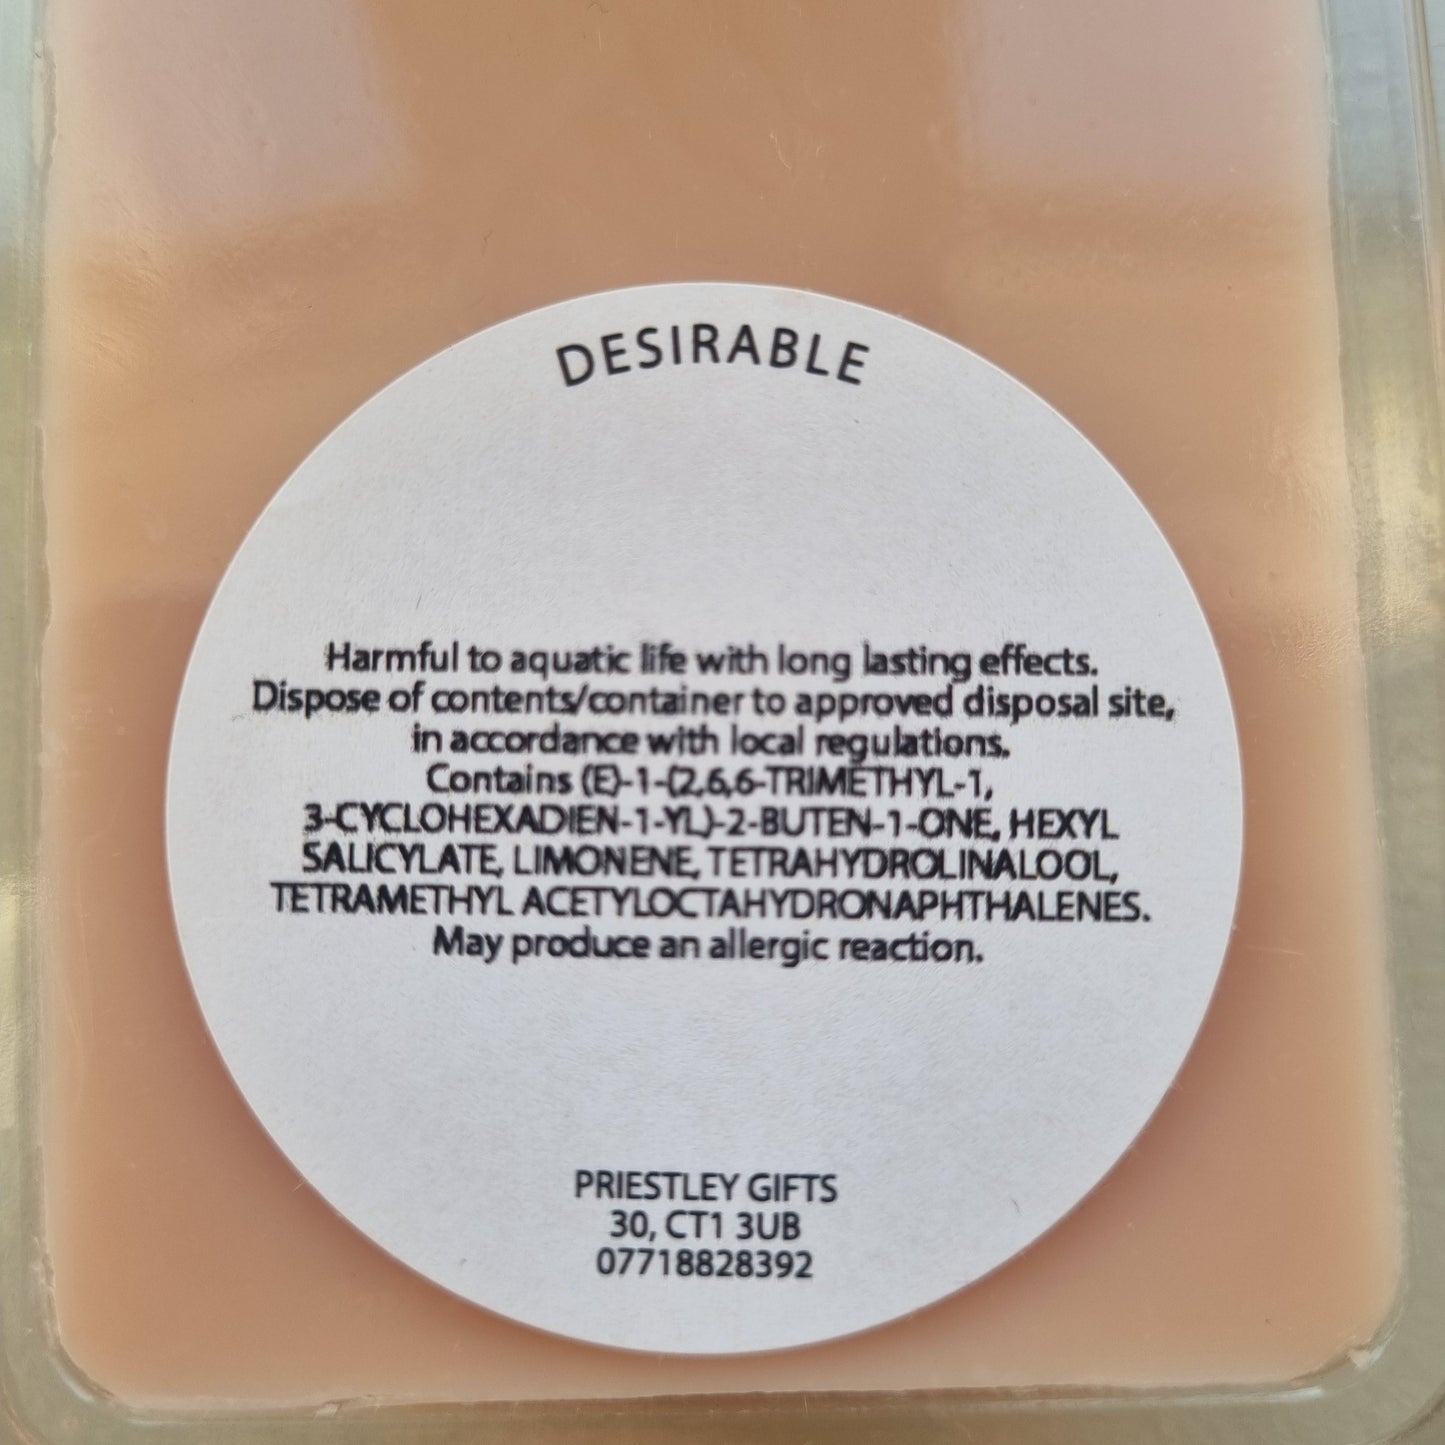 DESIRABLE
Harmful to aquatic life with long lasting effects.
Dispose of contents/container to approved disposal site,
in accordance with local regulations.
Contains (E)-1-(2,6,6-TRIMETHYL-1,
3-CYCLOHEXADIEN-1-YL)-2-BUTEN-1-ONE, HEXYL
SALICYLATE, LIMONENE, TETRAHYDROLINALOOL,
TETRAMETHYL ACETYLOCTAHYDRONAPHTHALENES.
May produce an allergic reaction.
PRIESTLEY GIFTS
30, CT1 3UB
07718828392